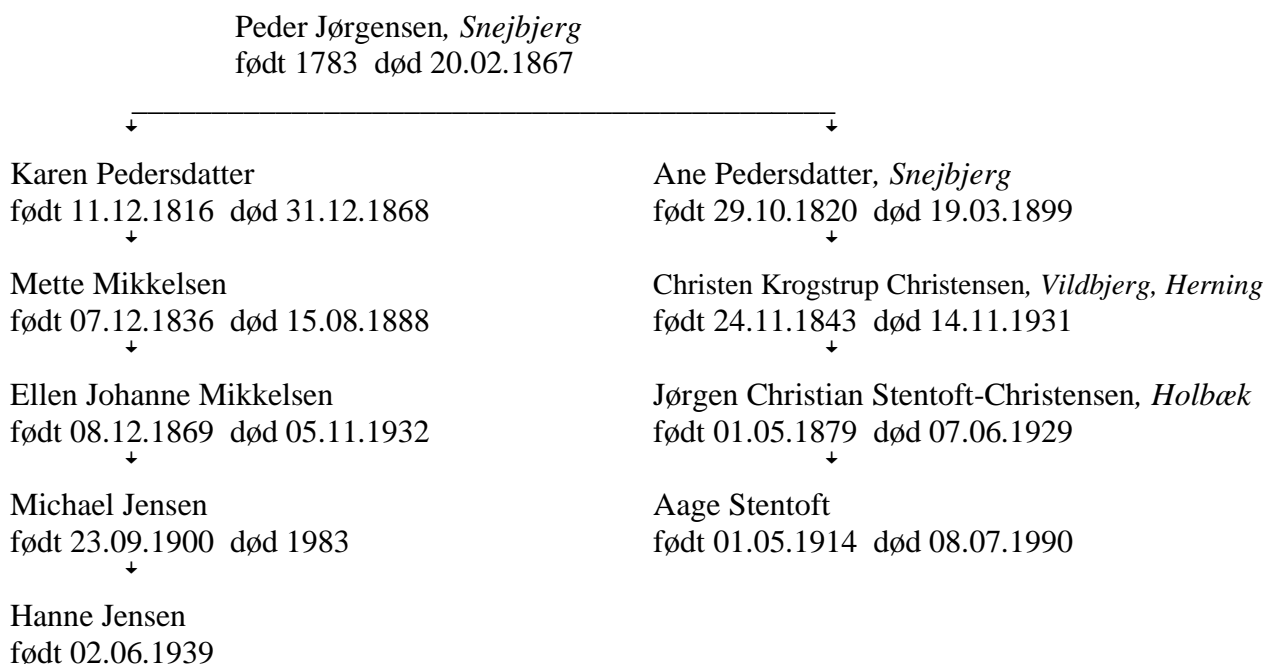 Peder Jørgensen, Snejbjerg
født 1783 død 20.02.1867
Karen Pedersdatter
født 11.12.1816 død 31.12.1868
Ane Pedersdatter, Snejbjerg
født 29.10.1820 død 19.03.1899
Mette Mikkelsen
født 07.12.1836 død 15.08.1888
Christen Krogstrup Christensen, Vildbjerg, Herning
født 24.11.1843 død 14.11.1931
Ellen Johanne Mikkelsen
født 08.12.1869 død 05.11.1932
Jørgen Christian Stentoft-Christensen, Holbæk
født 01.05.1879 død 07.06.1929
Michael Jensen
født 23.09.1900 død 1983
Aage Stentoft
født 01.05.1914 død 08.07.1990
Hanne Jensen
født 02.06.1939